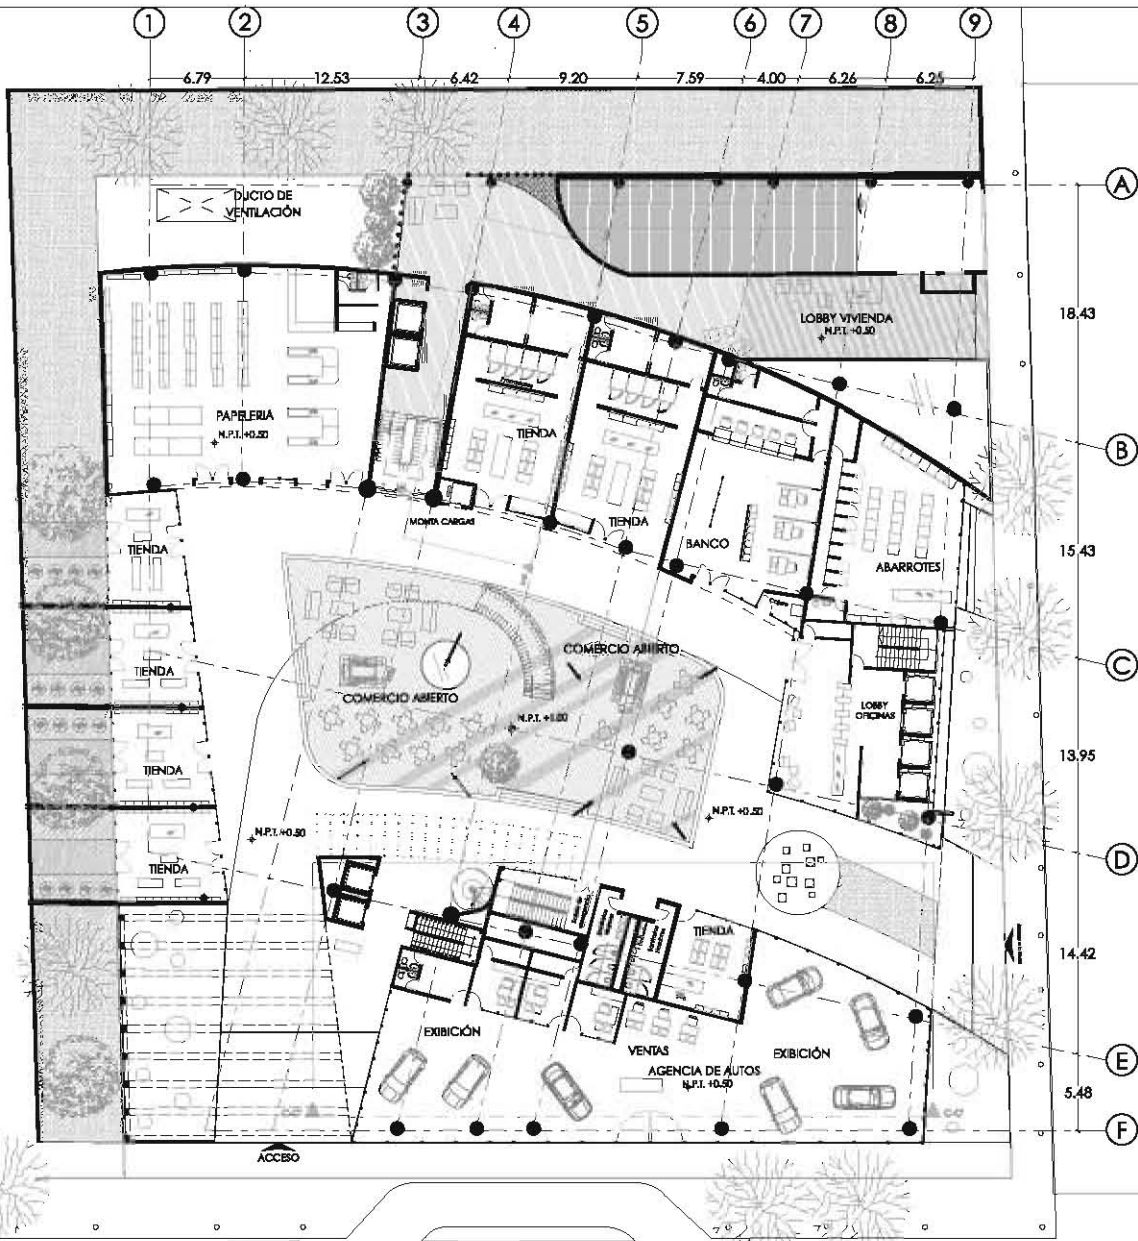 1 2 3 4 5 6 7 8 9
6.79 12.53 6.42 9.20 7.59 4.00 6.26 6.25
A
DUCTO DE
VENTILACIÓN
LOBBY VIVIENDA
N.P.T. +0.50
18.43
PAPELERIA
N.P.T. +0.50
TIENDA
B
MONTA CARGAS
TIENDA
TIENDA
BANCO
15.43
ABARROTES
COMERCIO ABIERTO
C
TIENDA
COMERCIO ABIERTO
LOBBY
OFICINAS
N.P.T. +1.00
13.95
TIENDA
N.P.T. +0.50
N.P.T. +0.50
D
TIENDA
TIENDA
14.42
EXIBICIÓN
VENTAS
EXIBICIÓN
E
AGENCIA DE AUTOS
N.P.T. +0.50
5.48
F
ACCESO